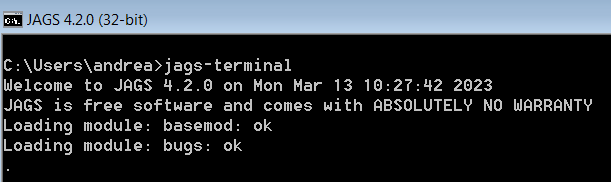 C:\. JAGS 4.2.0 (32-bit)
C:\Users\andrea>jags-terminal
Welcome to JAGS 4.2.0 on Mon Mar 13 10:27:42 2023
JAGS is free software and comes with ABSOLUTELY NO WARRANTY
Loading module: basemod: ok
Loading module: bugs: ok
.